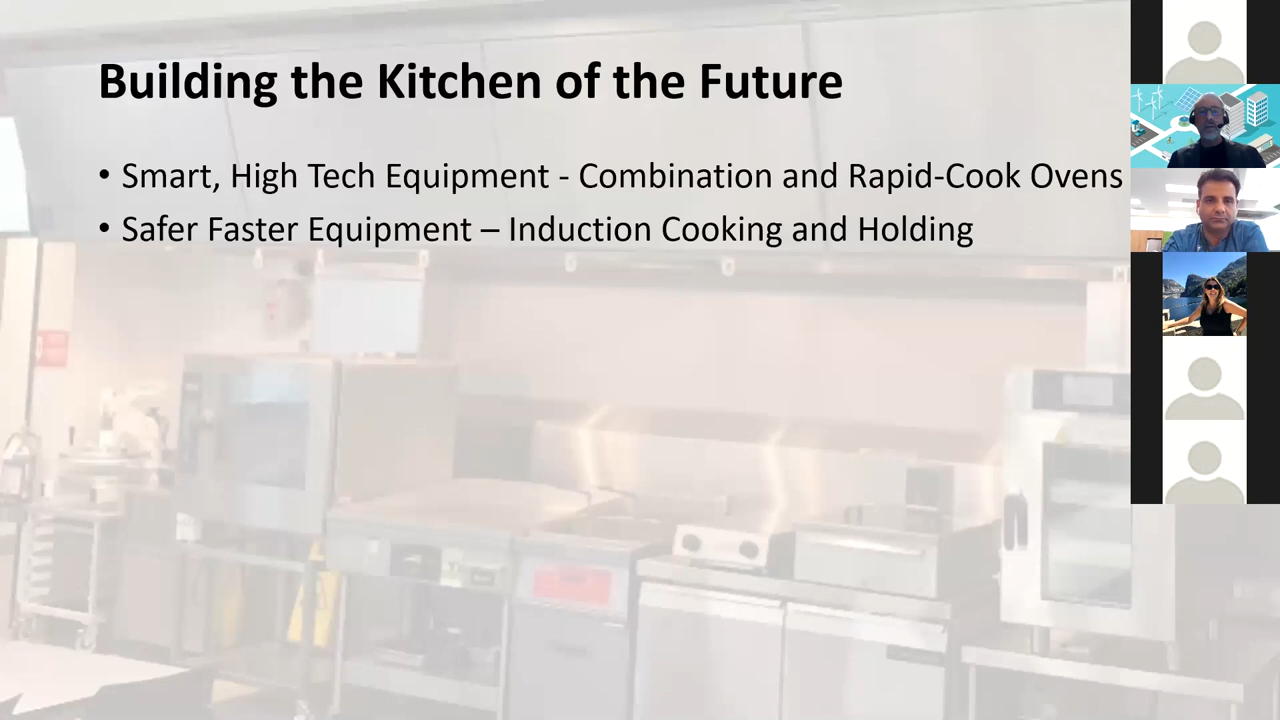 Building the Kitchen of the Future
• Smart, High Tech Equipment - Combination and Rapid-Cook Ovens
• Safer Faster Equipment – Induction Cooking and Holding